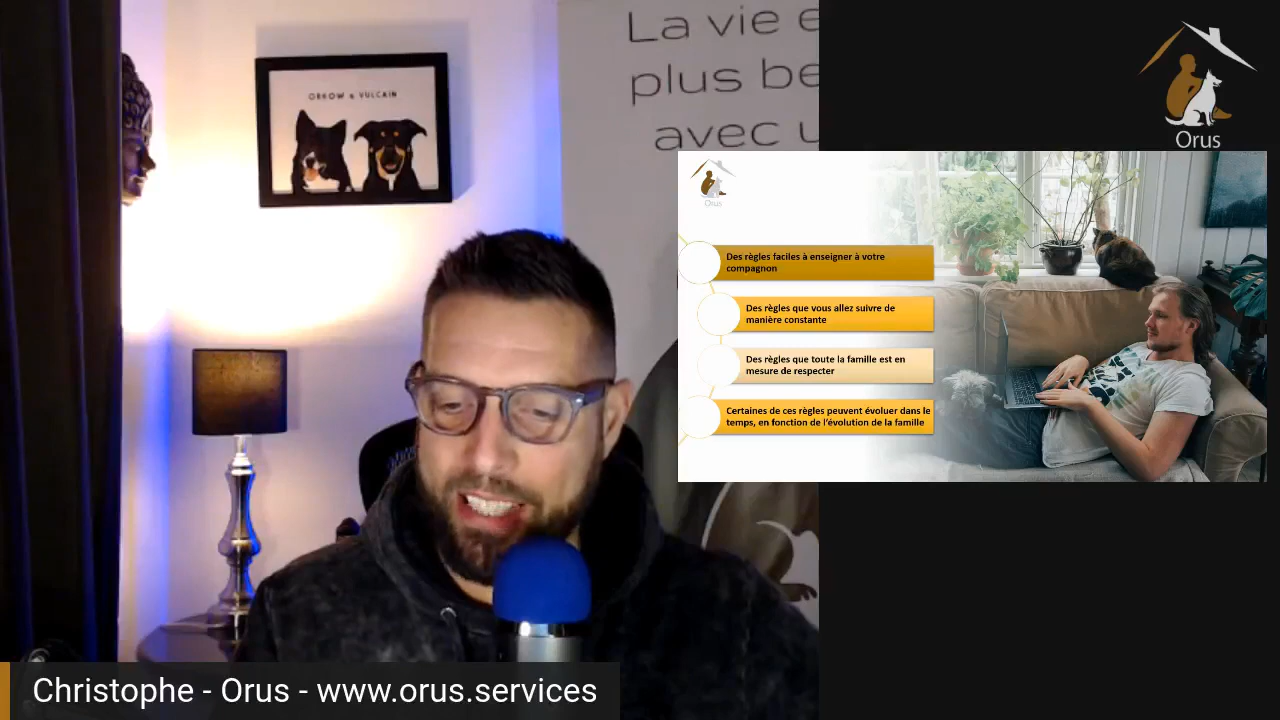 La vie e
plus be
avec u
ORKOW & VULCAIN
Orus
Orus
Des règles faciles à enseigner à votre
compagnon
Des règles que vous allez suivre de
manière constante
Des règles que toute la famille est en
mesure de respecter
Certaines de ces règles peuvent évoluer dans le
temps, en fonction de l'évolution de la famille
Christophe - Orus - www.orus.services